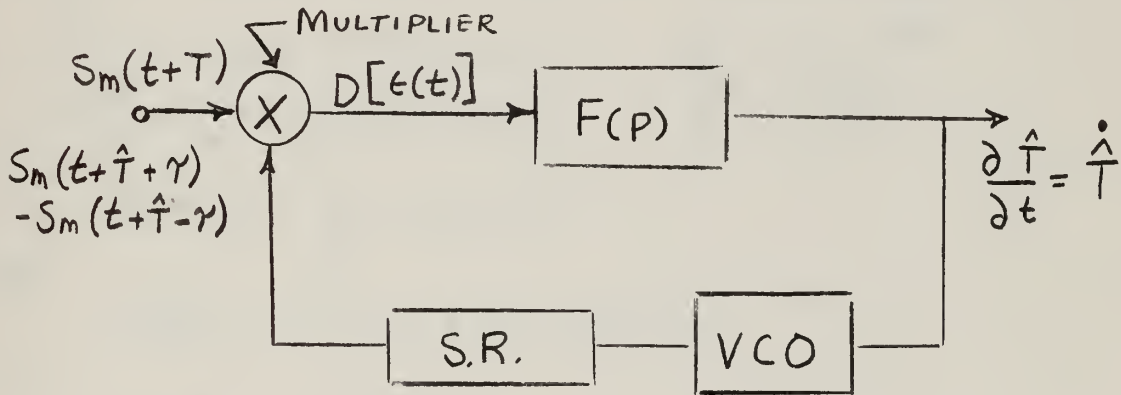 MULTIPLIER
Sm(t+T)
X
D[ϵ(t)]
F(P)
Sm(t+T̂+γ)
-Sm(t+T̂-γ)
∂T̂/∂t = Ṫ̂
S.R.
VCO